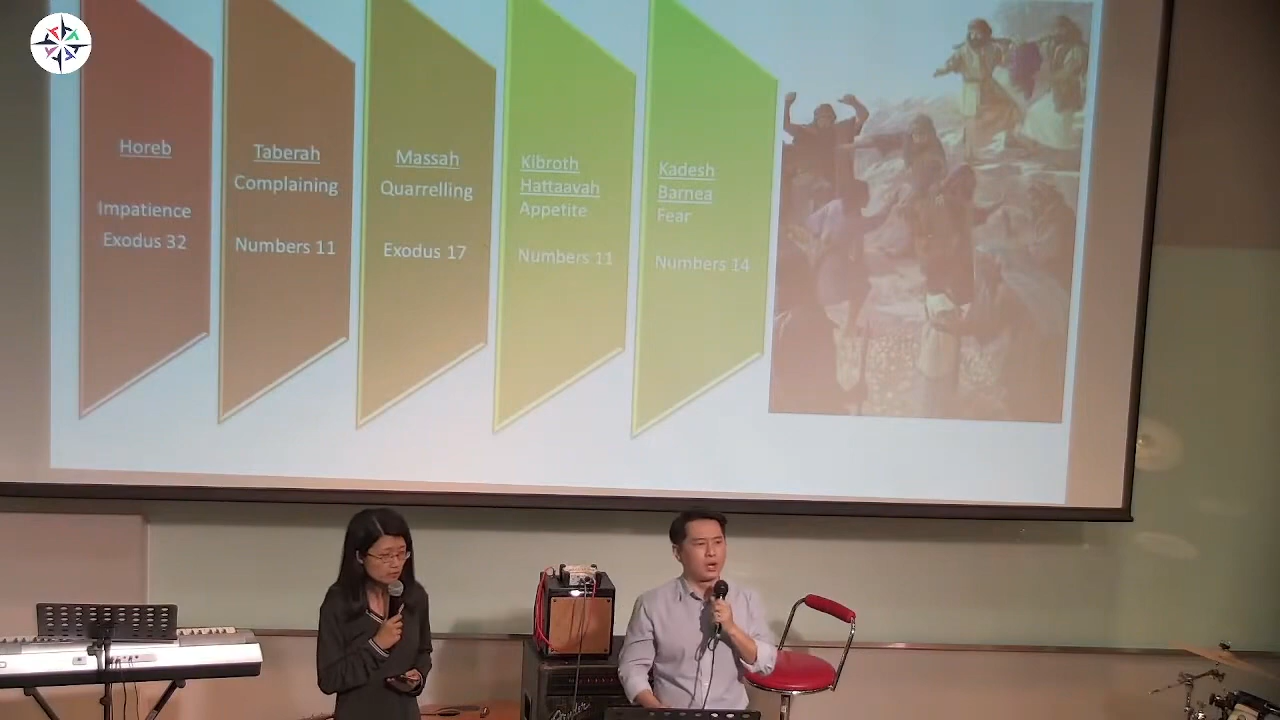 Horeb
Impatience
Exodus 32
Taberah
Complaining
Numbers 11
Massah
Quarrelling
Exodus 17
Kibroth
Hattaavah
Appetite
Numbers 11
Kadesh
Barnea
Fear
Numbers 14
Fender